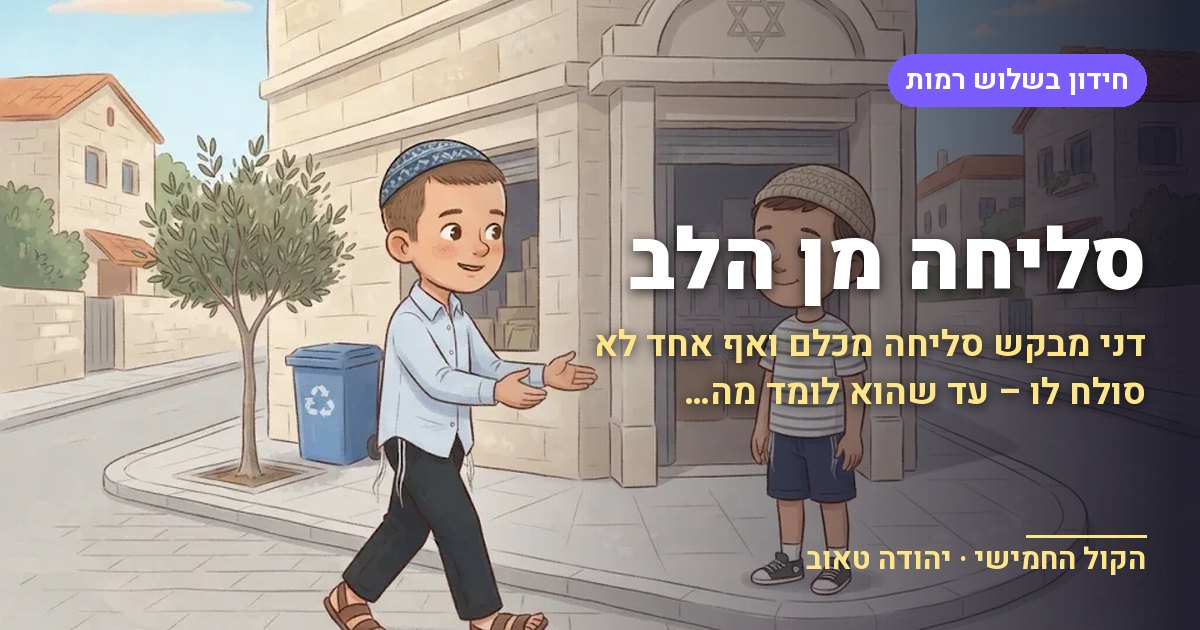 חידון בשלוש רמות
סליחה מן הלב
דני מבקש סליחה מכלם ואף אחד לא
סולח לו – עד שהוא לומד מה...
הקול החמישי · יהודה טאוב